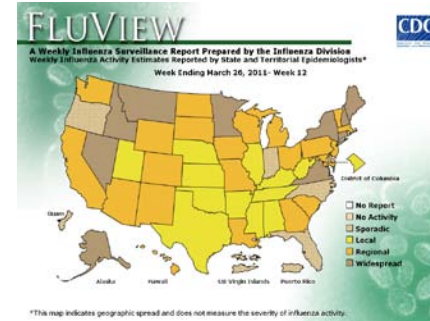 FLUVIEW
CDC
A Weekly Influenza Surveillance Report Prepared by the Influenza Division
Weekly Influenza Activity Estimates Reported by State and Territorial Epidemiologists*
Week Ending March 26, 2011- Week 12
District of Columbia
No Report
No Activity
Sporadic
Local
Regional
Widespread
Guam
Alaska
Hawaii
US Virgin Islands
Puerto Rico
*This map indicates geographic spread and does not measure the severity of influenza activity.